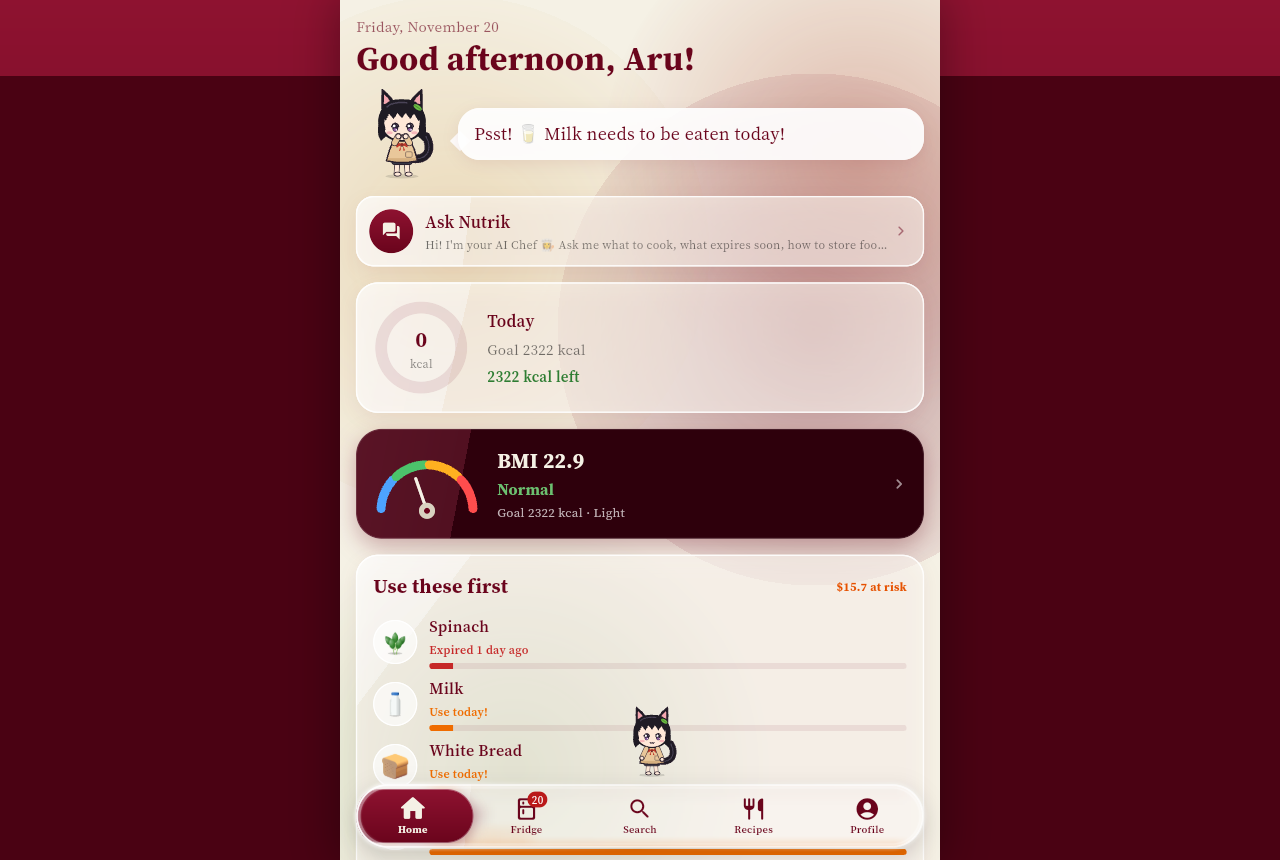 Friday, November 20
Good afternoon, Aru!
Psst! 🥛 Milk needs to be eaten today!
Ask Nutrik
Hi! I'm your AI Chef 🧑‍🍳 Ask me what to cook, what expires soon, how to store foo...
0
kcal
Today
Goal 2322 kcal
2322 kcal left
BMI 22.9
Normal
Goal 2322 kcal · Light
Use these first
$15.7 at risk
Spinach
Expired 1 day ago
Milk
Use today!
White Bread
Use today!
20
Home
Fridge
Search
Recipes
Profile